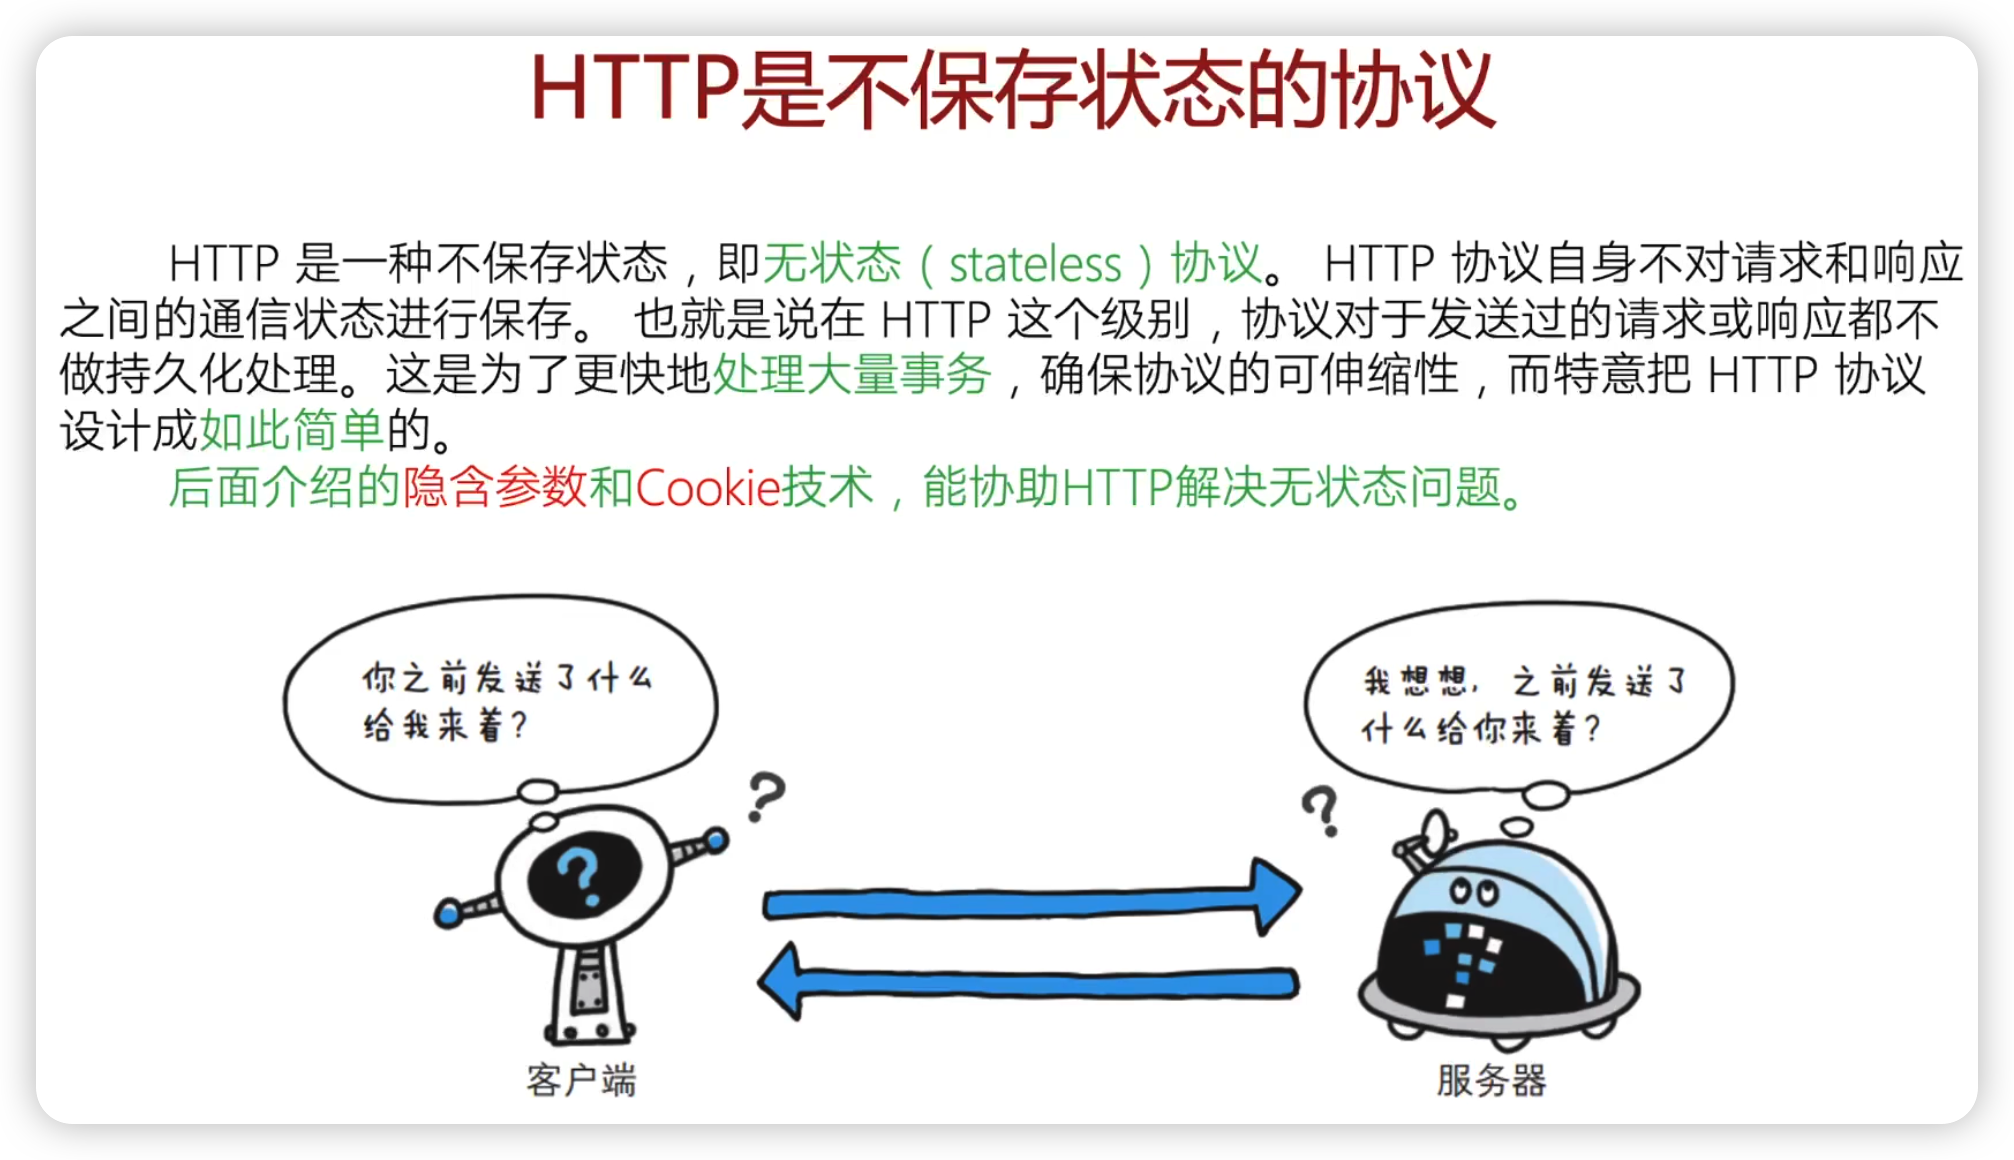 HTTP是不保存状态的协议
HTTP 是一种不保存状态，即无状态（stateless）协议。 HTTP 协议自身不对请求和响应
之间的通信状态进行保存。 也就是说在 HTTP 这个级别，协议对于发送过的请求或响应都不
做持久化处理。这是为了更快地处理大量事务，确保协议的可伸缩性，而特意把 HTTP 协议
设计成如此简单的。
后面介绍的隐含参数和Cookie技术，能协助HTTP解决无状态问题。
你之前发送了什么
给我来着?
我想想，之前发送了
什么给你来着?
?
?
?
客户端
服务器